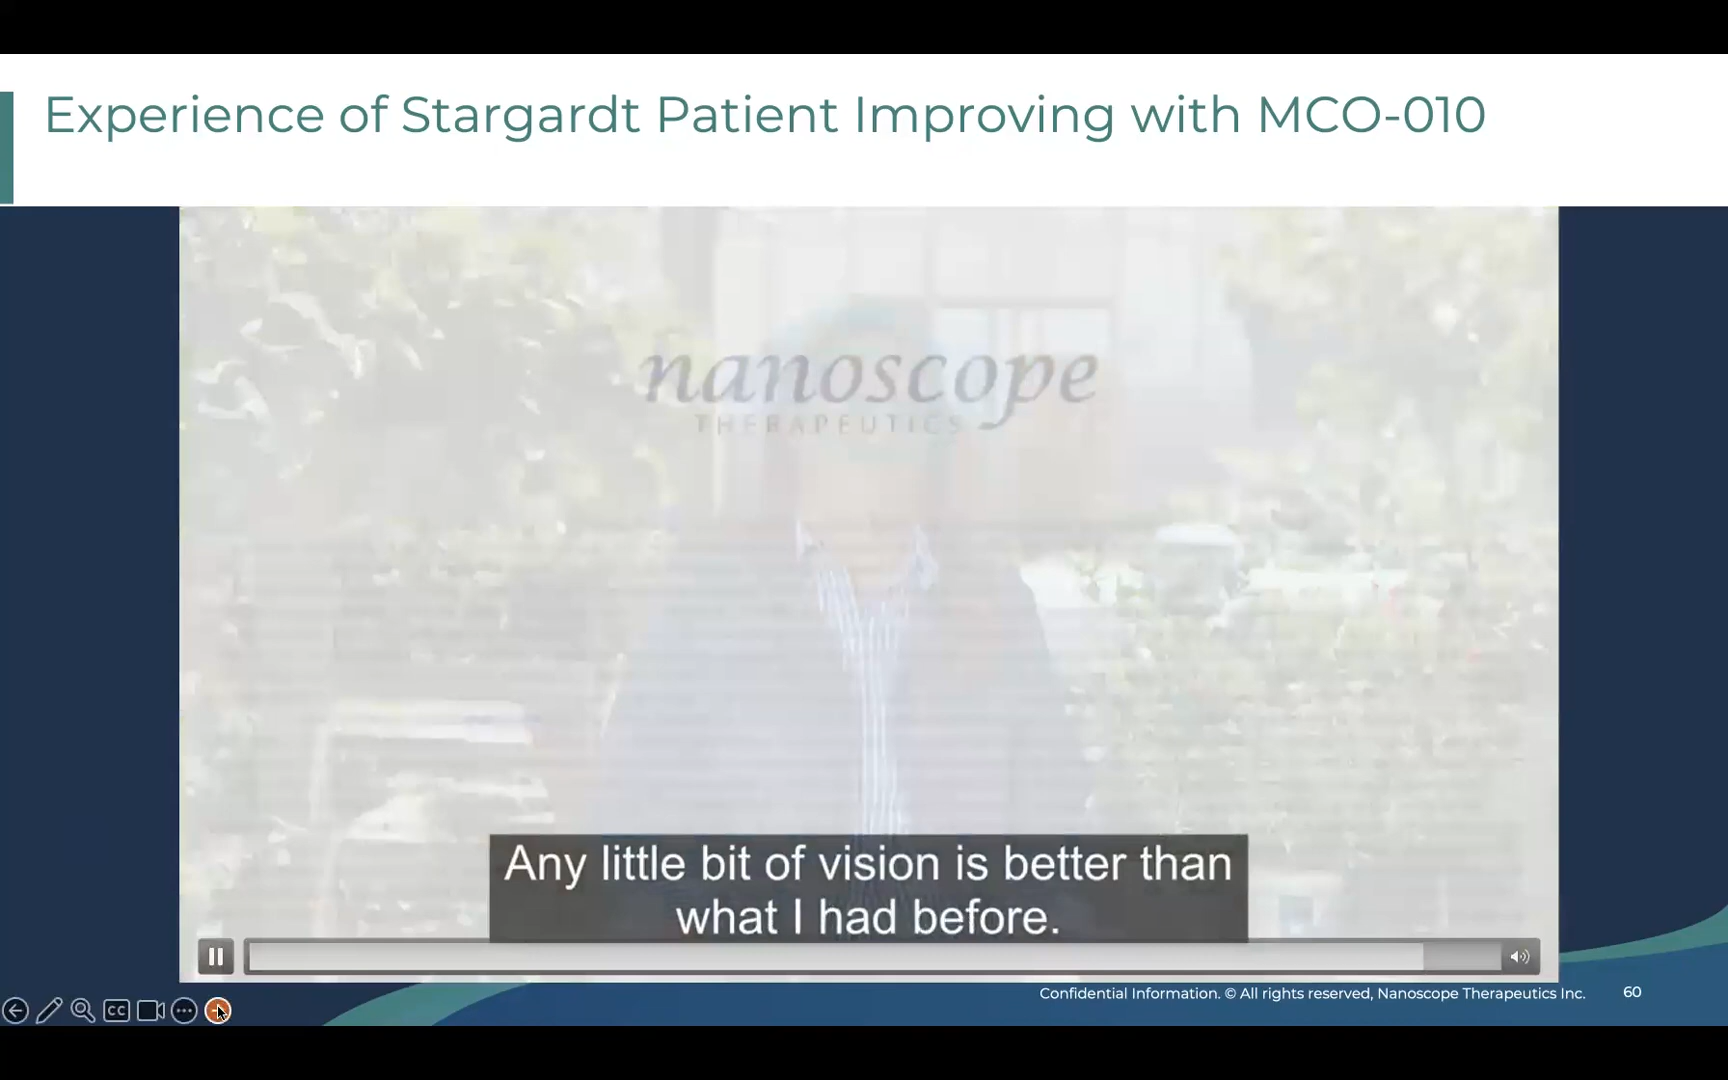 Experience of Stargardt Patient Improving with MCO-010
nanoscope
THERAPEUTICS
Any little bit of vision is better than
what I had before.
CC
Confidential Information. © All rights reserved, Nanoscope Therapeutics Inc.
60